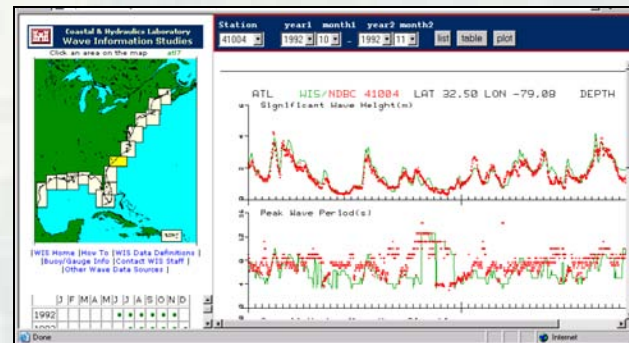 Coastal & Hydraulics Laboratory
Wave Information Studies
Click an area on the map atl7
|WIS Home |How To |WIS Data Definitions |
|Buoy/Gauge Info |Contact WIS Staff |
|Other Wave Data Sources |
J F M A M J J A S O N D
1992
Station year1 month1 year2 month2
41004 1992 10 - 1992 11 list table plot
ATL WIS/NDBC 41004 LAT 32.50 LON -79.08 DEPTH
Significant Wave Height(m)
Peak Wave Period(s)
Done Internet